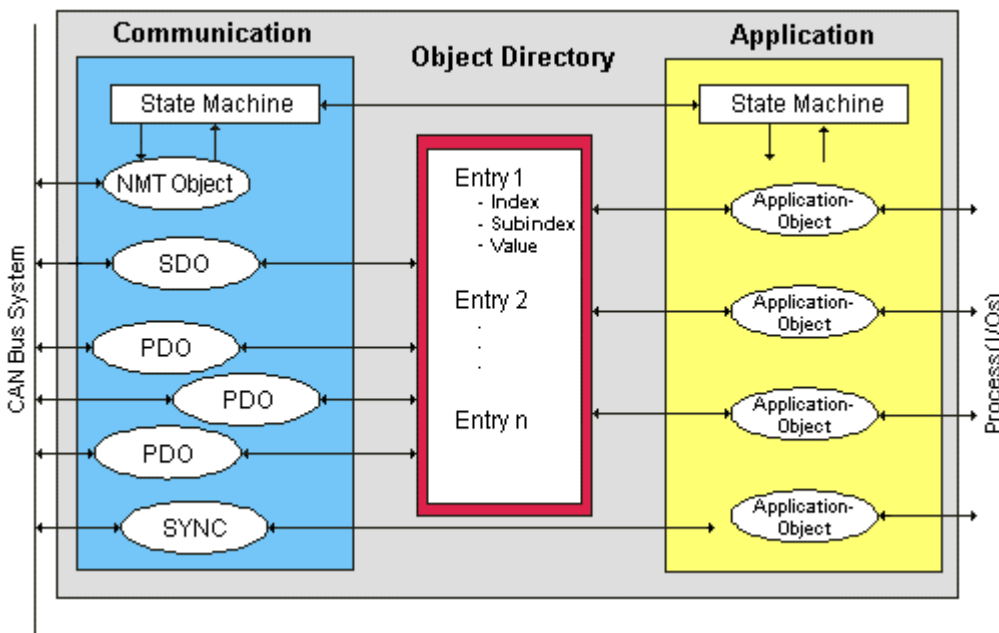 Communication
Object Directory
Application
State Machine
State Machine
NMT Object
SDO
PDO
PDO
PDO
SYNC
Entry 1
- Index
- Subindex
- Value
Entry 2
.
.
.
Entry n
Application-
Object
Application-
Object
Application-
Object
Application-
Object
CAN Bus System
Process(I/Os)